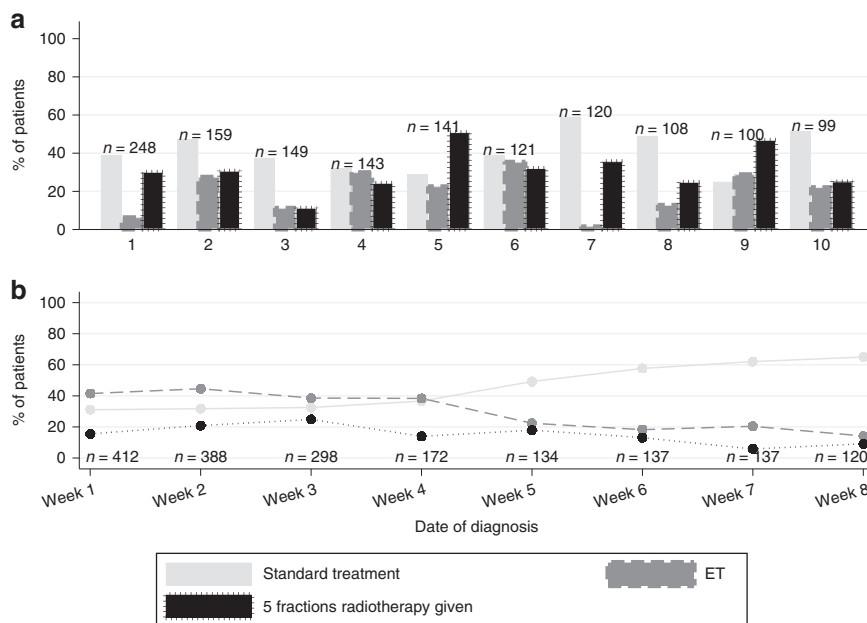 a
% of patients
100
80
60
40
20
0
n = 248
n = 159
n = 149
n = 143
n = 141
n = 121
n = 120
n = 108
n = 100
n = 99
1 2 3 4 5 6 7 8 9 10
b
% of patients
100
80
60
40
20
0
n = 412 n = 388 n = 298 n = 172 n = 134 n = 137 n = 137 n = 120
Week 1 Week 2 Week 3 Week 4 Week 5 Week 6 Week 7 Week 8
Date of diagnosis
Standard treatment ET
5 fractions radiotherapy given